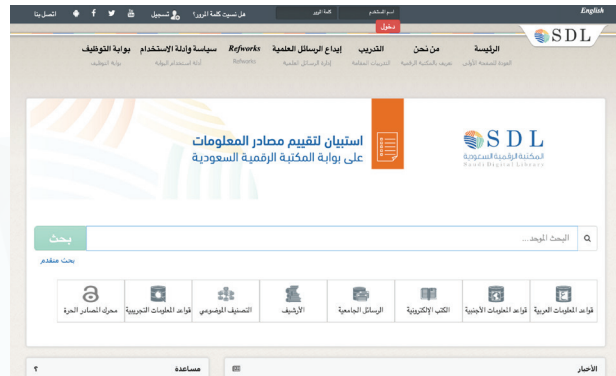 English
اسم المستخدم
كلمة المرور
هل نسيت كلمة المرور؟
تسجيل
اتصل بنا
دخول
SDL
الرئيسة
العودة للصفحة الأولى
من نحن
تعريف بالمكتبة الرقمية
التدريب
التدريبات المقامة
إيداع الرسائل العلمية
إدارة الرسائل العلمية
Refworks
Refworks
سياسة وأدلة الاستخدام
أدلة استخدام البوابة
بوابة التوظيف
بوابة التوظيف
SDL
المكتبة الرقمية السعودية
Saudi Digital Library
استبيان لتقييم مصادر المعلومات
على بوابة المكتبة الرقمية السعودية
البحث الموحد...
بحث
بحث متقدم
قواعد المعلومات العربية
قواعد المعلومات الأجنبية
الكتب الإلكترونية
الرسائل الجامعية
الأرشيف
التصنيف الموضوعي
قواعد المعلومات التجريبية
محرك المصادر الحرة
الأخبار
مساعدة
؟